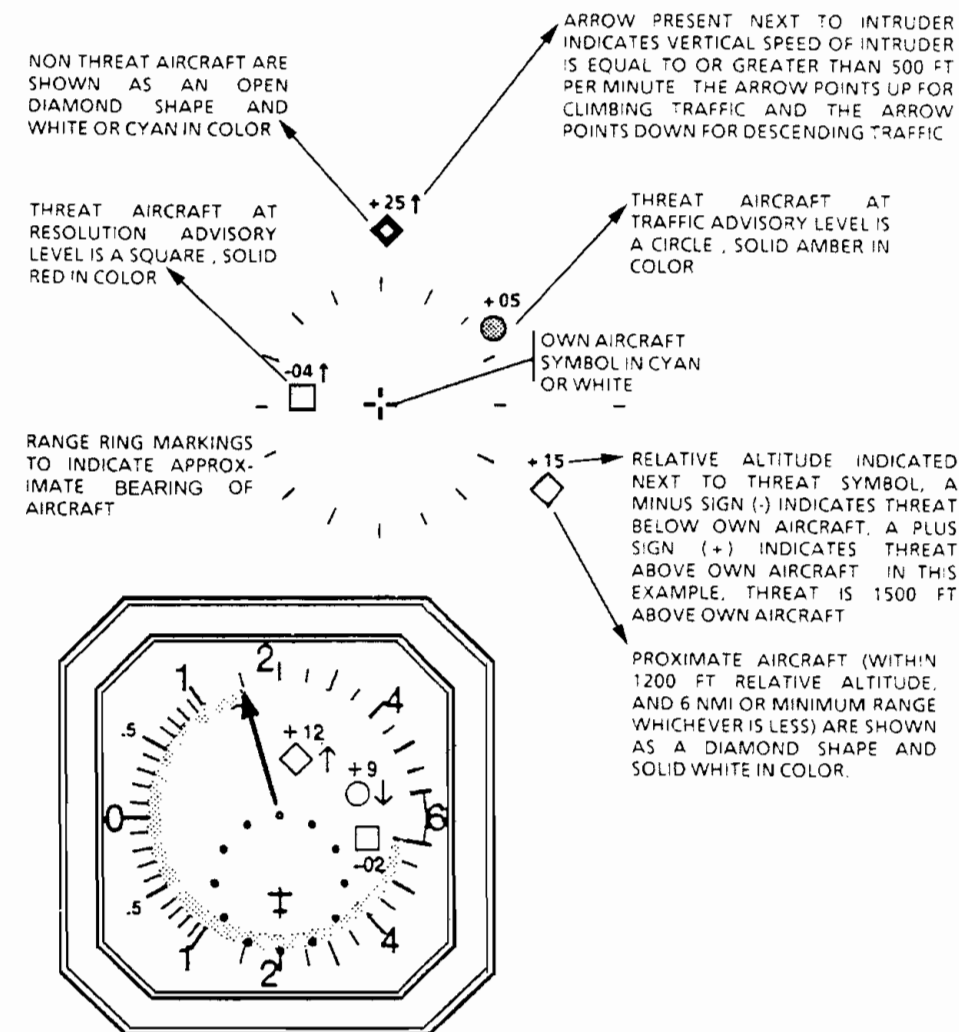 ARROW PRESENT NEXT TO INTRUDER
INDICATES VERTICAL SPEED OF INTRUDER
IS EQUAL TO OR GREATER THAN 500 FT
PER MINUTE THE ARROW POINTS UP FOR
CLIMBING TRAFFIC AND THE ARROW
POINTS DOWN FOR DESCENDING TRAFFIC
NON THREAT AIRCRAFT ARE
SHOWN AS AN OPEN
DIAMOND SHAPE AND
WHITE OR CYAN IN COLOR
+25↑
THREAT AIRCRAFT AT
RESOLUTION ADVISORY
LEVEL IS A SQUARE, SOLID
RED IN COLOR
THREAT AIRCRAFT AT
TRAFFIC ADVISORY LEVEL IS
A CIRCLE, SOLID AMBER IN
COLOR
+05
OWN AIRCRAFT
SYMBOL IN CYAN
OR WHITE
-04↑
RANGE RING MARKINGS
TO INDICATE APPROX-
IMATE BEARING OF
AIRCRAFT
+15
RELATIVE ALTITUDE INDICATED
NEXT TO THREAT SYMBOL, A
MINUS SIGN (-) INDICATES THREAT
BELOW OWN AIRCRAFT, A PLUS
SIGN (+) INDICATES THREAT
ABOVE OWN AIRCRAFT IN THIS
EXAMPLE, THREAT IS 1500 FT
ABOVE OWN AIRCRAFT
PROXIMATE AIRCRAFT (WITHIN
1200 FT RELATIVE ALTITUDE,
AND 6 NMI OR MINIMUM RANGE
WHICHEVER IS LESS) ARE SHOWN
AS A DIAMOND SHAPE AND
SOLID WHITE IN COLOR.
2
1
4
.5
+12
↑
+9
↓
0
6
-02
.5
1
4
2